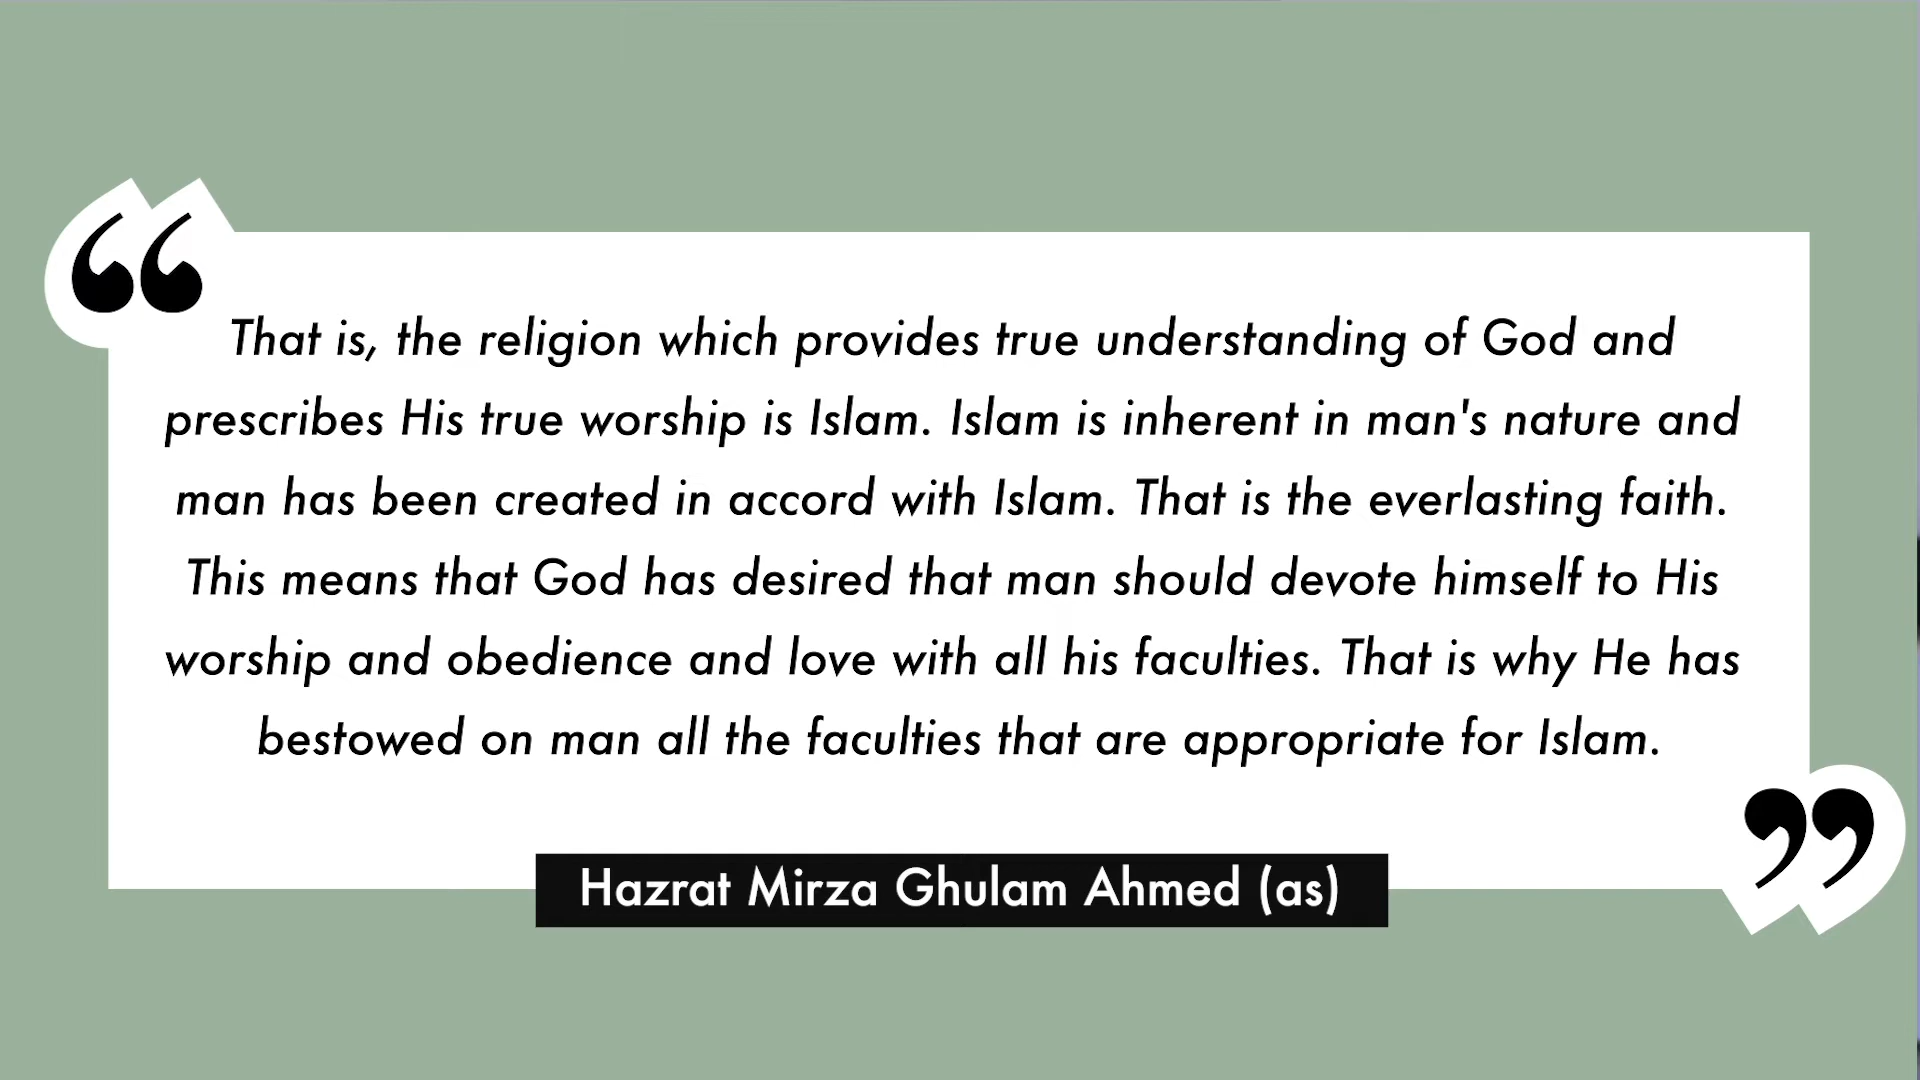 “
That is, the religion which provides true understanding of God and
prescribes His true worship is Islam. Islam is inherent in man's nature and
man has been created in accord with Islam. That is the everlasting faith.
This means that God has desired that man should devote himself to His
worship and obedience and love with all his faculties. That is why He has
bestowed on man all the faculties that are appropriate for Islam.
”
Hazrat Mirza Ghulam Ahmed (as)